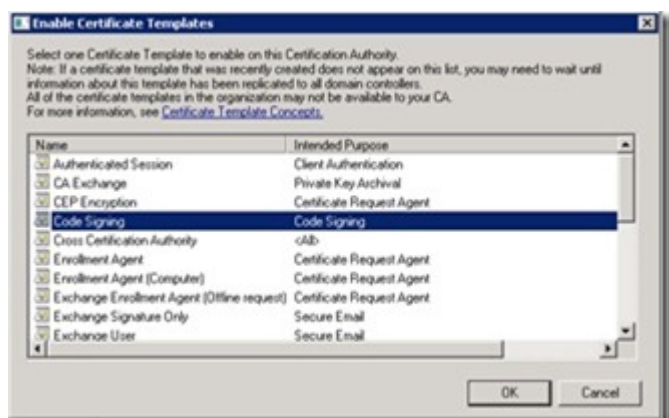 Enable Certificate Templates
Select one Certificate Template to enable on this Certification Authority.
Note: If a certificate template that was recently created does not appear on this list, you may need to wait until
information about this template has been replicated to all domain controllers.
All of the certificate templates in the organization may not be available to your CA.
For more information, see Certificate Template Concepts.
Name Intended Purpose
Authenticated Session Client Authentication
CA Exchange Private Key Archival
CEP Encryption Certificate Request Agent
Code Signing Code Signing
Cross Certification Authority <All>
Enrollment Agent Certificate Request Agent
Enrollment Agent (Computer) Certificate Request Agent
Exchange Enrollment Agent (Offline request) Certificate Request Agent
Exchange Signature Only Secure Email
Exchange User Secure Email
OK Cancel